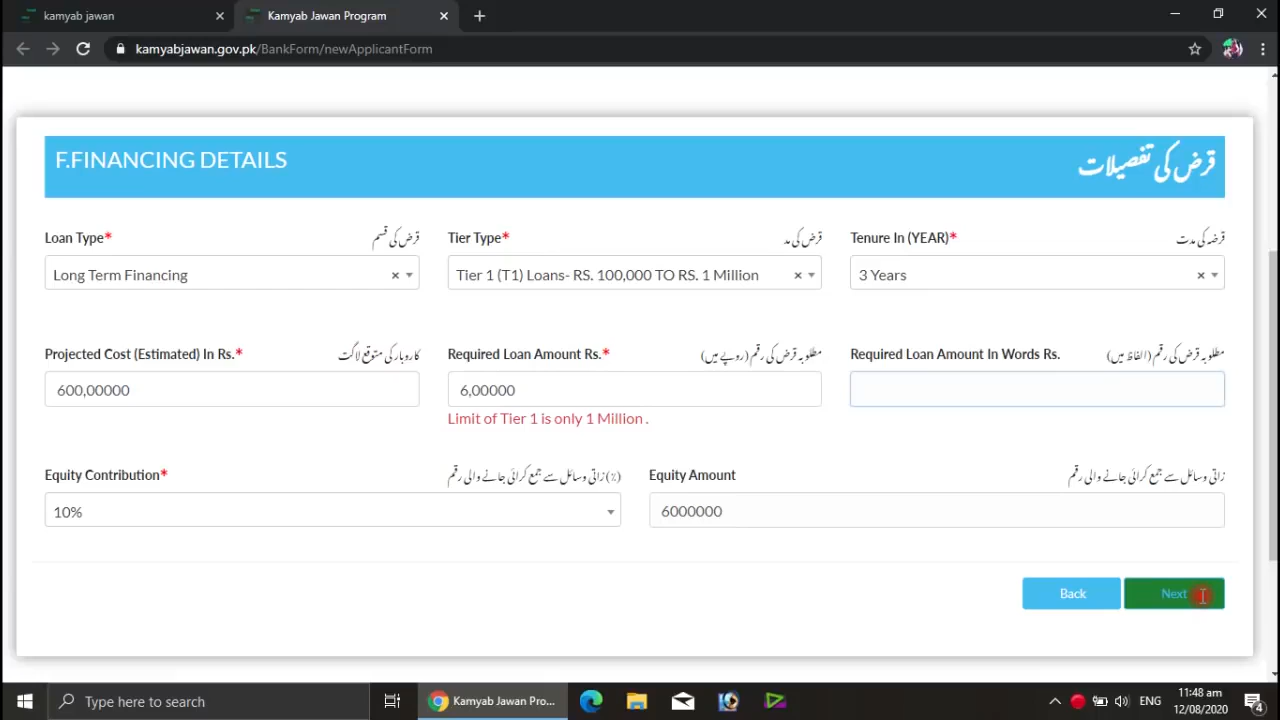 kamyab jawan
Kamyab Jawan Program
kamyabjawan.gov.pk/BankForm/newApplicantForm
F.FINANCING DETAILS
قرض کی تفصیلات
Loan Type* قرض کی قسم
Tier Type* قرض کی مد
Tenure In (YEAR)* قرضہ کی مدت
Long Term Financing
Tier 1 (T1) Loans- RS. 100,000 TO RS. 1 Million
3 Years
Projected Cost (Estimated) In Rs.* کاروبار کی متوقع لاگت
Required Loan Amount Rs.* مطلوبہ قرض کی رقم (روپے میں)
Required Loan Amount In Words Rs. مطلوبہ قرض کی رقم (الفاظ میں)
600,00000
6,00000
Limit of Tier 1 is only 1 Million .
Equity Contribution* (٪) زاتی وسائل سے جمع کرائی جانے والی رقم
Equity Amount زاتی وسائل سے جمع کرائی جانے والی رقم
10%
6000000
Back
Next
Type here to search
Kamyab Jawan Pro...
ENG
11:48 am
12/08/2020
4